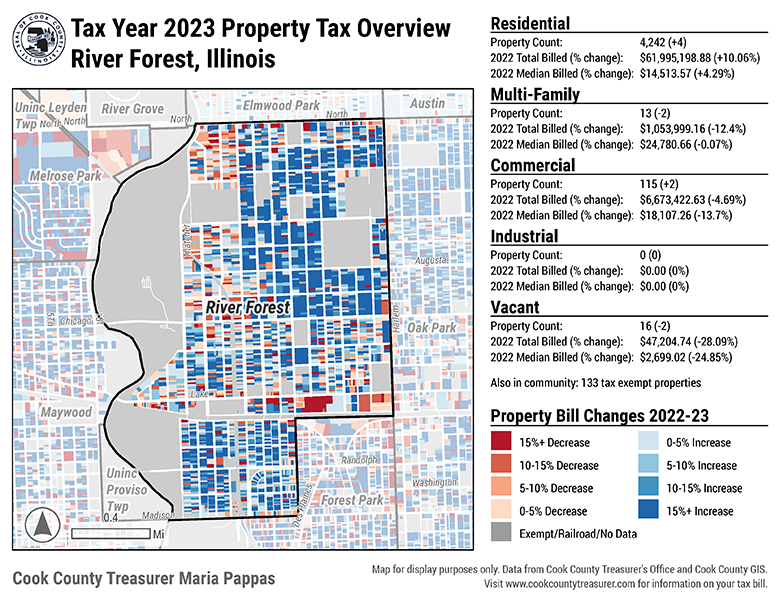 Tax Year 2023 Property Tax Overview
River Forest, Illinois
SEAL OF COOK COUNTY
ILLINOIS
Uninc Leyden
Twp
North
North
River Grove
North
Elmwood Park
North
Austin
Melrose Park
Thatcher
Augusta
River Forest
5th
Chicago
1st
Harlem
Oak Park
Lake
Maywood
Randolph
Washington
Uninc
Proviso
Twp
Des Plaines
Forest Park
Madison
0.4
Mi
Residential
Property Count: 4,242 (+4)
2022 Total Billed (% change): $61,995,198.88 (+10.06%)
2022 Median Billed (% change): $14,513.57 (+4.29%)
Multi-Family
Property Count: 13 (-2)
2022 Total Billed (% change): $1,053,999.16 (-12.4%)
2022 Median Billed (% change): $24,780.66 (-0.07%)
Commercial
Property Count: 115 (+2)
2022 Total Billed (% change): $6,673,422.63 (-4.69%)
2022 Median Billed (% change): $18,107.26 (-13.7%)
Industrial
Property Count: 0 (0)
2022 Total Billed (% change): $0.00 (0%)
2022 Median Billed (% change): $0.00 (0%)
Vacant
Property Count: 16 (-2)
2022 Total Billed (% change): $47,204.74 (-28.09%)
2022 Median Billed (% change): $2,699.02 (-24.85%)
Also in community: 133 tax exempt properties
Property Bill Changes 2022-23
15%+ Decrease
10-15% Decrease
5-10% Decrease
0-5% Decrease
Exempt/Railroad/No Data
0-5% Increase
5-10% Increase
10-15% Increase
15%+ Increase
Cook County Treasurer Maria Pappas
Map for display purposes only. Data from Cook County Treasurer's Office and Cook County GIS.
Visit www.cookcountytreasurer.com for information on your tax bill.